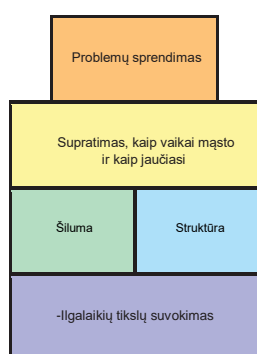 Problemų sprendimas
Supratimas, kaip vaikai mąsto
ir kaip jaučiasi
Šiluma
Struktūra
-Ilgalaikių tikslų suvokimas